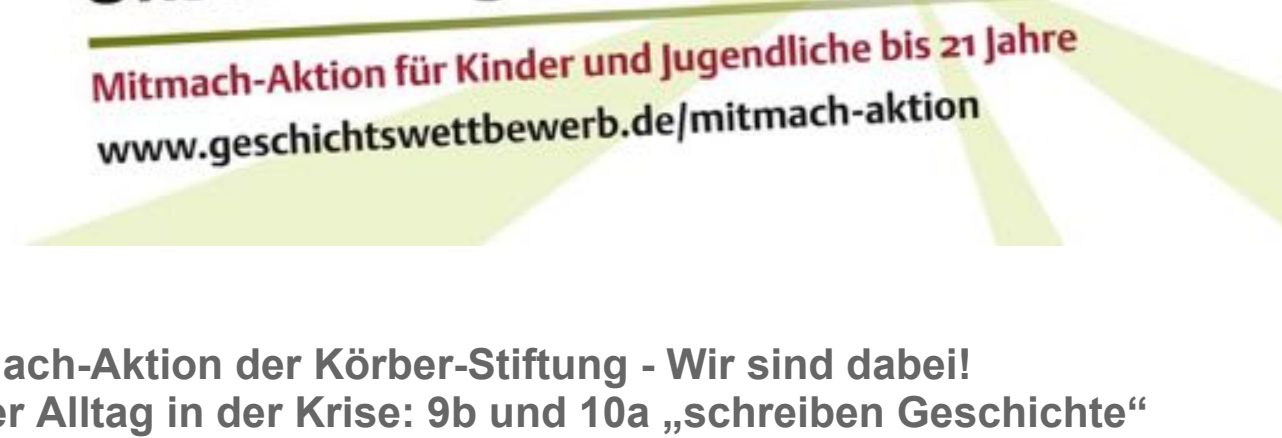 Mitmach-Aktion für Kinder und Jugendliche bis 21 Jahre
www.geschichtswettbewerb.de/mitmach-aktion
ach-Aktion der Körber-Stiftung - Wir sind dabei!
er Alltag in der Krise: 9b und 10a „schreiben Geschichte“